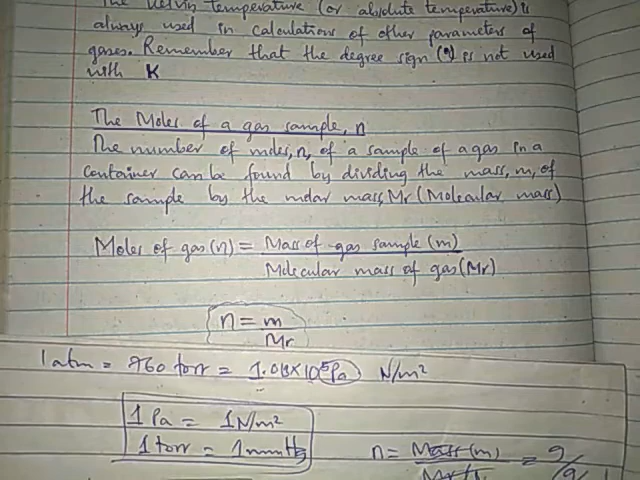 The Kelvin temperature (or absolute temperature) is
always used in calculations of other parameters of
gases. Remember that the degree sign (°) is not used
with K
The Moles of a gas sample, n
The number of moles, n, of a sample of a gas in a
container can be found by dividing the mass, m, of
the sample by the molar mass, Mr (Molecular mass)
Moles of gas (n) = Mass of gas sample (m)
Molecular mass of gas (Mr)
n = m
Mr
1 atm = 760 torr = 1.013 × 10⁵ Pa N/m²
1 Pa = 1 N/m²
1 torr = 1 mmHg
n = Mass (m) = g